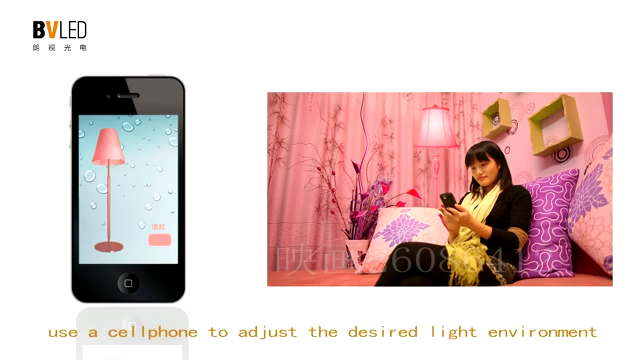 BVLED
朗视光电
use a cellphone to adjust the desired light environment